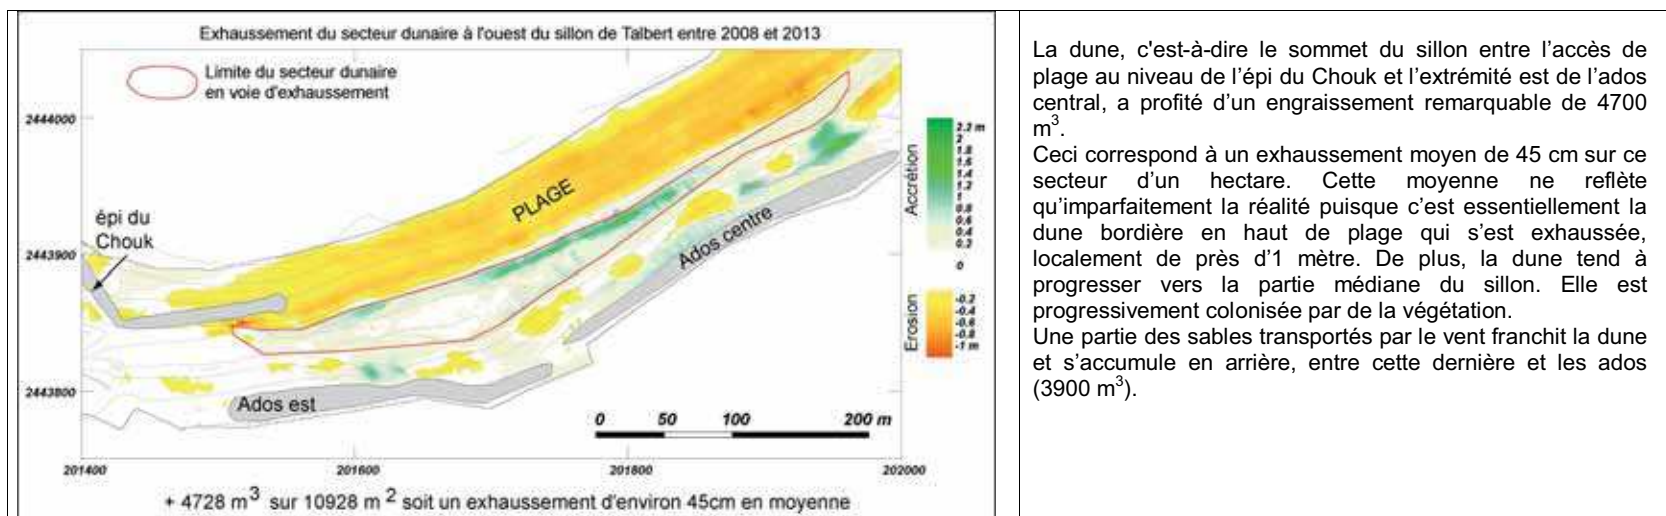 Exhaussement du secteur dunaire à l'ouest du sillon de Talbert entre 2008 et 2013
Limite du secteur dunaire
en voie d'exhaussement
2444000
2443900
2443800
épi du
Chouk
PLAGE
Ados centre
Ados est
Accrétion
2.2 m
2
1.8
1.6
1.4
1.2
1
0.8
0.6
0.4
0.2
0
Erosion
-0.2
-0.4
-0.6
-0.8
-1 m
0 50 100 200 m
201400 201600 201800 202000
+ 4728 m³ sur 10928 m² soit un exhaussement d'environ 45cm en moyenne
La dune, c'est-à-dire le sommet du sillon entre l’accès de
plage au niveau de l’épi du Chouk et l’extrémité est de l’ados
central, a profité d’un engraissement remarquable de 4700
m³.
Ceci correspond à un exhaussement moyen de 45 cm sur ce
secteur d’un hectare. Cette moyenne ne reflète
qu’imparfaitement la réalité puisque c’est essentiellement la
dune bordière en haut de plage qui s’est exhaussée,
localement de près d’1 mètre. De plus, la dune tend à
progresser vers la partie médiane du sillon. Elle est
progressivement colonisée par de la végétation.
Une partie des sables transportés par le vent franchit la dune
et s’accumule en arrière, entre cette dernière et les ados
(3900 m³).